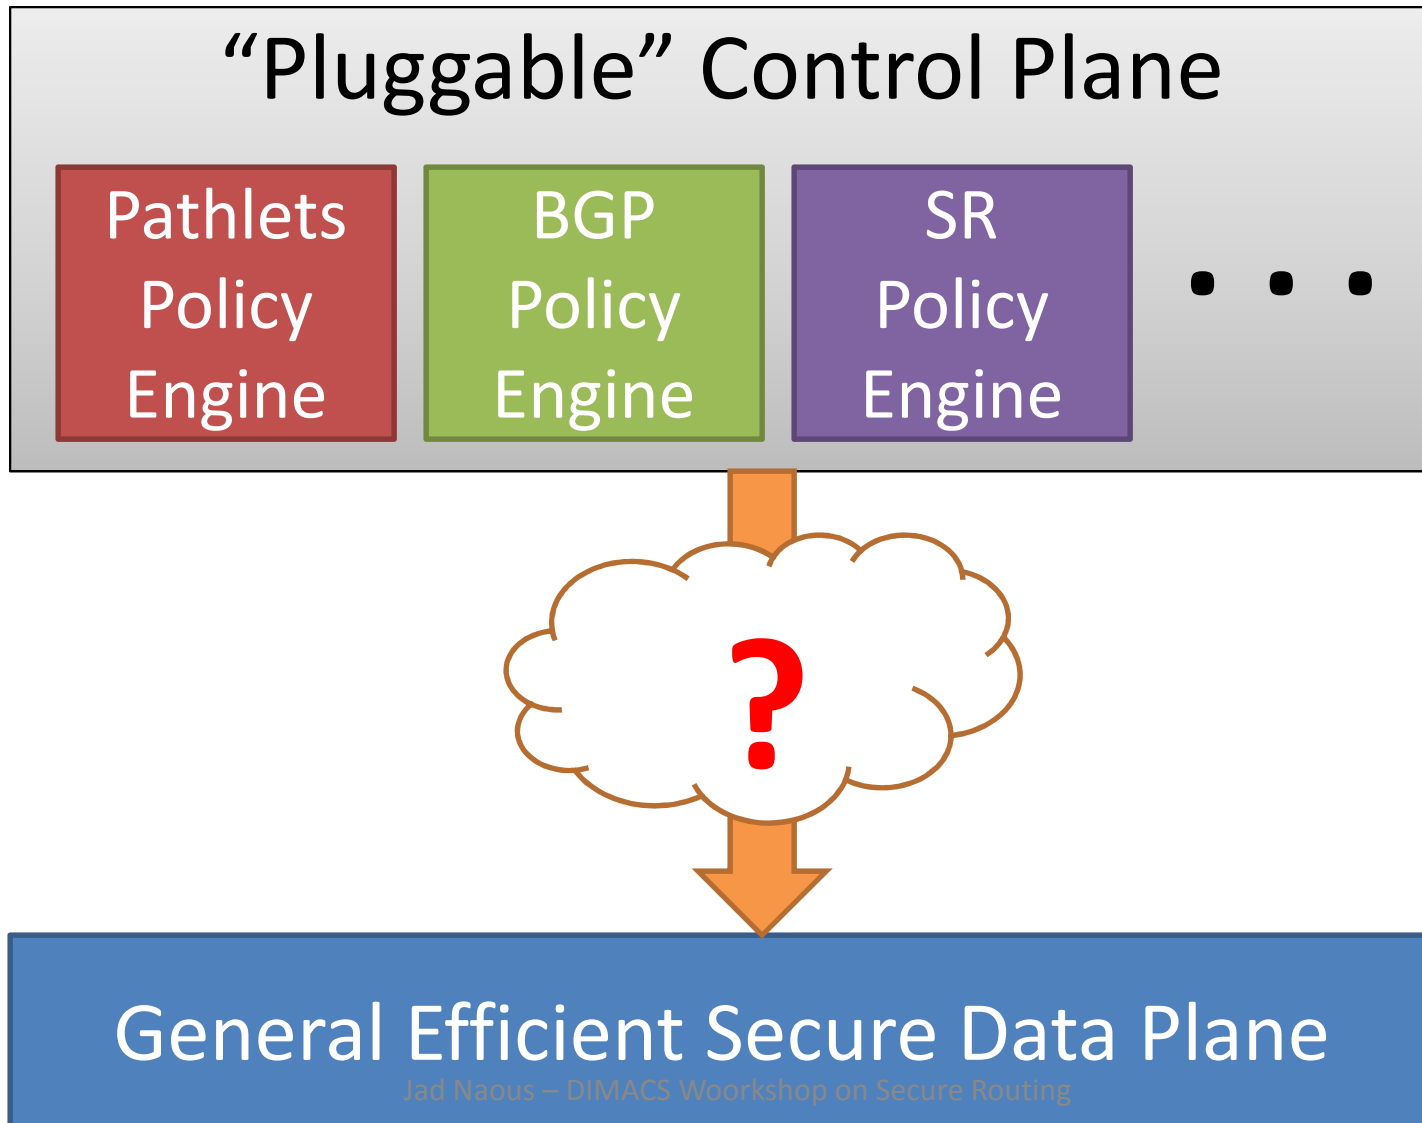 “Pluggable” Control Plane
Pathlets
Policy
Engine
BGP
Policy
Engine
SR
Policy
Engine
. . .
?
General Efficient Secure Data Plane
Jad Naous – DIMACS Woorkshop on Secure Routing